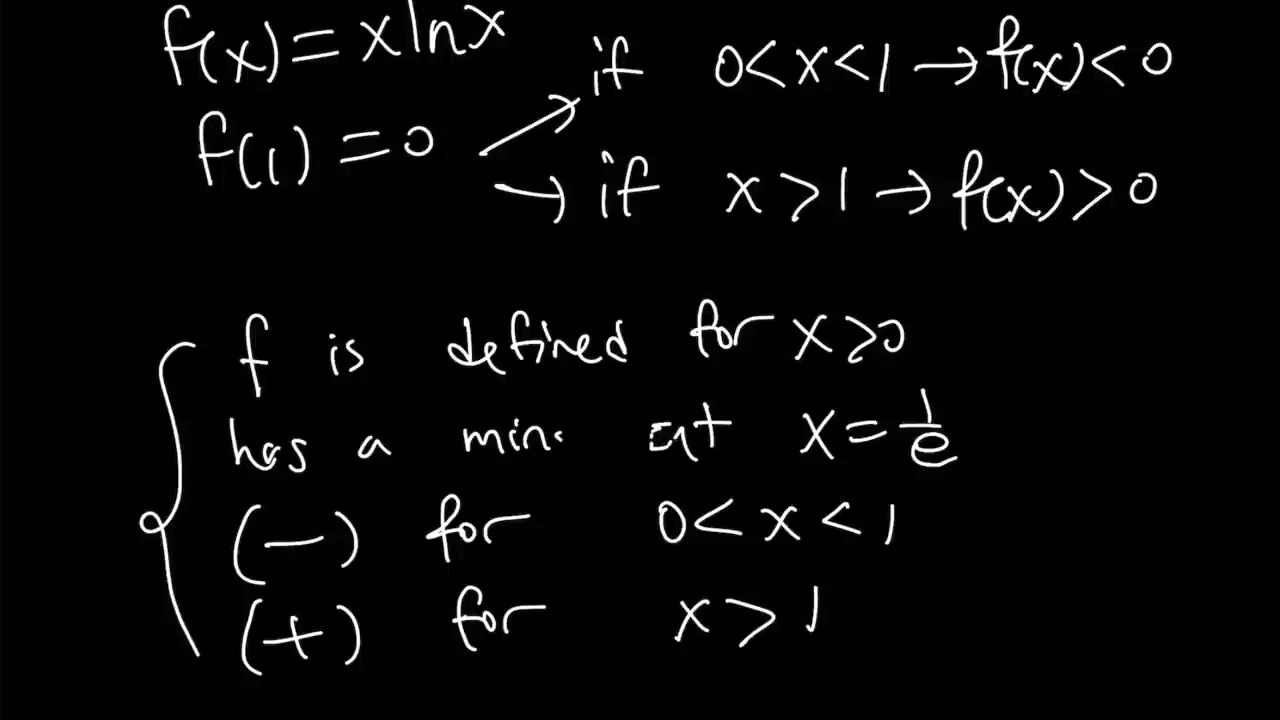 f(x) = x ln x
if 0 < x < 1 → f(x) < 0
f(1) = 0
→ if x > 1 → f(x) > 0
f is defined for x > 0
has a min. at x = 1/e
(−) for 0 < x < 1
(+) for x > 1